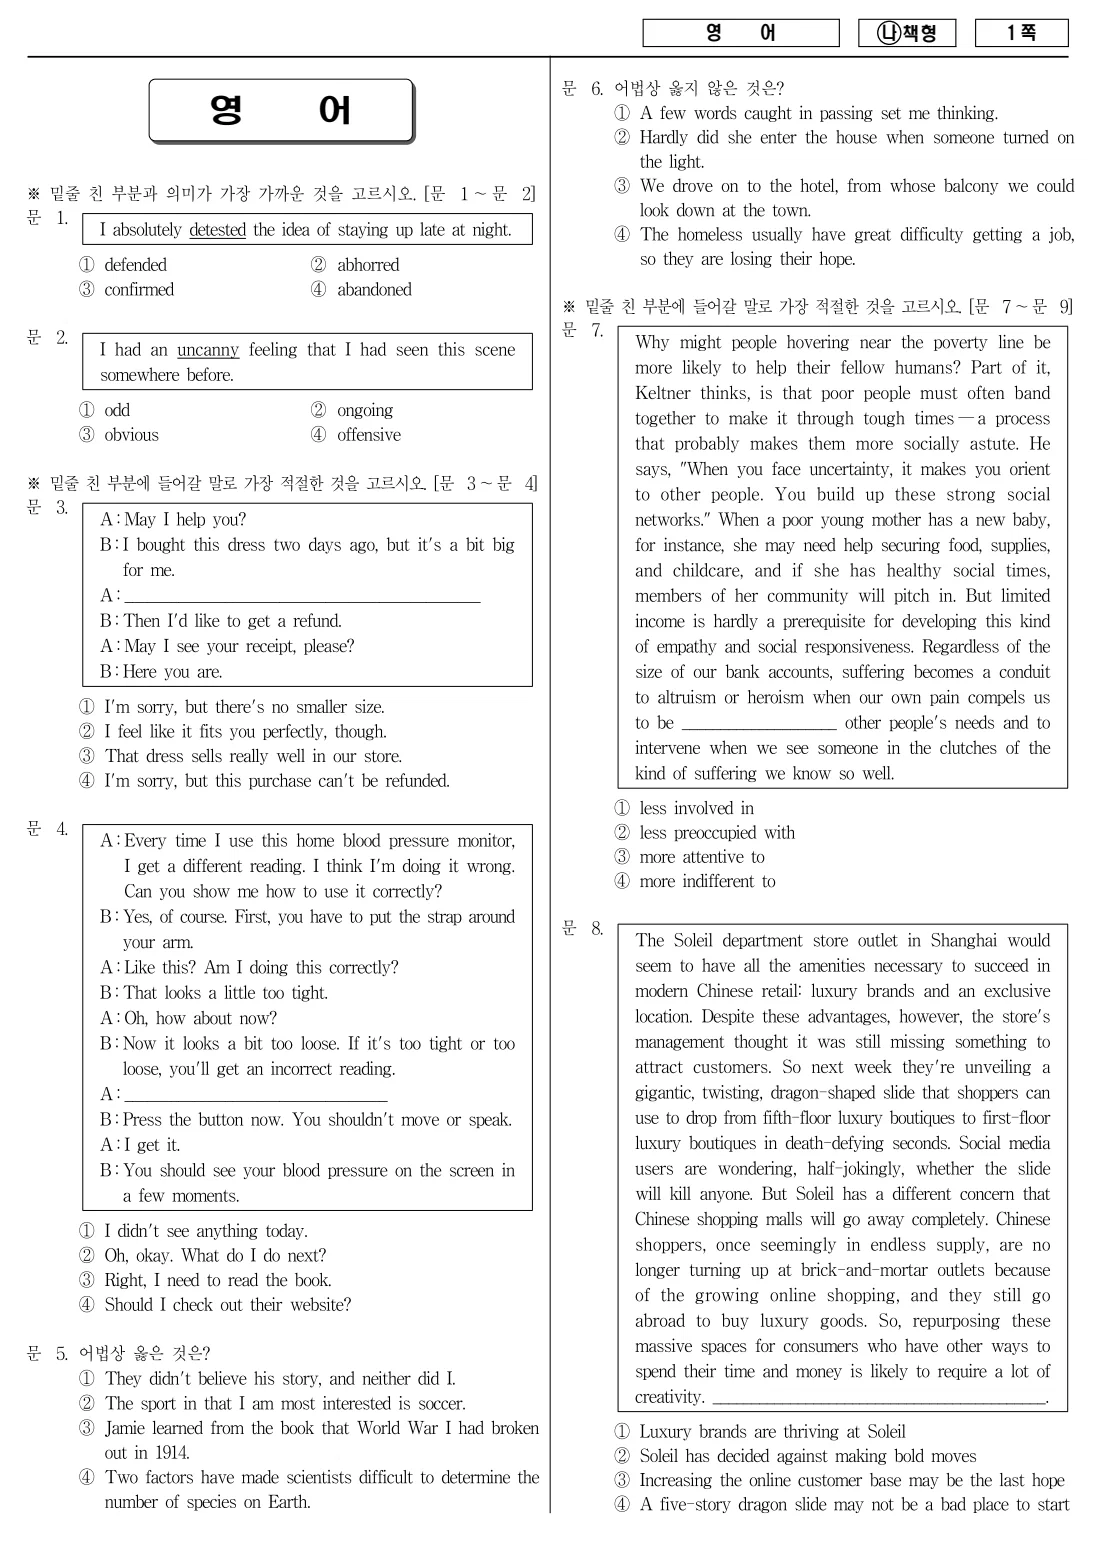 영 어
㉯책형
1 쪽
영 어
※ 밑줄 친 부분과 의미가 가장 가까운 것을 고르시오. [문 1 ~ 문 2]
문 1.
I absolutely detested the idea of staying up late at night.
① defended ② abhorred
③ confirmed ④ abandoned
문 2.
I had an uncanny feeling that I had seen this scene
somewhere before.
① odd ② ongoing
③ obvious ④ offensive
※ 밑줄 친 부분에 들어갈 말로 가장 적절한 것을 고르시오. [문 3 ~ 문 4]
문 3.
A : May I help you?
B : I bought this dress two days ago, but it's a bit big
for me.
A : ________________________________________
B : Then I'd like to get a refund.
A : May I see your receipt, please?
B : Here you are.
① I'm sorry, but there's no smaller size.
② I feel like it fits you perfectly, though.
③ That dress sells really well in our store.
④ I'm sorry, but this purchase can't be refunded.
문 4.
A : Every time I use this home blood pressure monitor,
I get a different reading. I think I'm doing it wrong.
Can you show me how to use it correctly?
B : Yes, of course. First, you have to put the strap around
your arm.
A : Like this? Am I doing this correctly?
B : That looks a little too tight.
A : Oh, how about now?
B : Now it looks a bit too loose. If it's too tight or too
loose, you'll get an incorrect reading.
A : ______________________________
B : Press the button now. You shouldn't move or speak.
A : I get it.
B : You should see your blood pressure on the screen in
a few moments.
① I didn't see anything today.
② Oh, okay. What do I do next?
③ Right, I need to read the book.
④ Should I check out their website?
문 5. 어법상 옳은 것은?
① They didn't believe his story, and neither did I.
② The sport in that I am most interested is soccer.
③ Jamie learned from the book that World War I had broken
out in 1914.
④ Two factors have made scientists difficult to determine the
number of species on Earth.
문 6. 어법상 옳지 않은 것은?
① A few words caught in passing set me thinking.
② Hardly did she enter the house when someone turned on
the light.
③ We drove on to the hotel, from whose balcony we could
look down at the town.
④ The homeless usually have great difficulty getting a job,
so they are losing their hope.
※ 밑줄 친 부분에 들어갈 말로 가장 적절한 것을 고르시오. [문 7 ~ 문 9]
문 7.
Why might people hovering near the poverty line be
more likely to help their fellow humans? Part of it,
Keltner thinks, is that poor people must often band
together to make it through tough times — a process
that probably makes them more socially astute. He
says, "When you face uncertainty, it makes you orient
to other people. You build up these strong social
networks." When a poor young mother has a new baby,
for instance, she may need help securing food, supplies,
and childcare, and if she has healthy social times,
members of her community will pitch in. But limited
income is hardly a prerequisite for developing this kind
of empathy and social responsiveness. Regardless of the
size of our bank accounts, suffering becomes a conduit
to altruism or heroism when our own pain compels us
to be __________________ other people's needs and to
intervene when we see someone in the clutches of the
kind of suffering we know so well.
① less involved in
② less preoccupied with
③ more attentive to
④ more indifferent to
문 8.
The Soleil department store outlet in Shanghai would
seem to have all the amenities necessary to succeed in
modern Chinese retail: luxury brands and an exclusive
location. Despite these advantages, however, the store's
management thought it was still missing something to
attract customers. So next week they're unveiling a
gigantic, twisting, dragon-shaped slide that shoppers can
use to drop from fifth-floor luxury boutiques to first-floor
luxury boutiques in death-defying seconds. Social media
users are wondering, half-jokingly, whether the slide
will kill anyone. But Soleil has a different concern that
Chinese shopping malls will go away completely. Chinese
shoppers, once seemingly in endless supply, are no
longer turning up at brick-and-mortar outlets because
of the growing online shopping, and they still go
abroad to buy luxury goods. So, repurposing these
massive spaces for consumers who have other ways to
spend their time and money is likely to require a lot of
creativity. ______________________________________.
① Luxury brands are thriving at Soleil
② Soleil has decided against making bold moves
③ Increasing the online customer base may be the last hope
④ A five-story dragon slide may not be a bad place to start